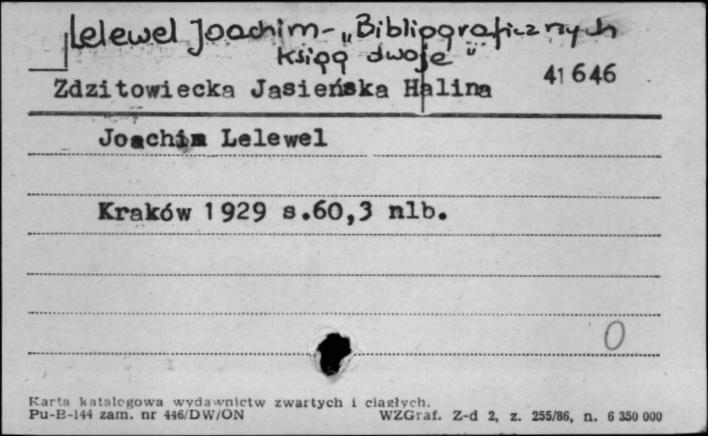 Lelewel Joachim - „Bibliograficznych
ksiąg dwoje"
41646
Zdzitowiecka Jasieńska Halina
Joachim Lelewel
Kraków 1929 s.60,3 nlb.
0
Karta katalogowa wydawnictw zwartych i ciągłych.
Pu-B-144 zam. nr 446/DW/ON
WZGraf. Z-d 2, z. 255/86, n. 6 350 000